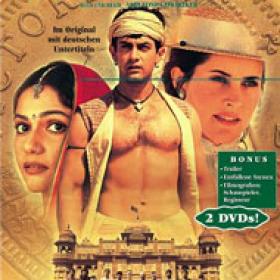 Im Original
mit deutschen
Untertiteln
BONUS
• Trailer
• Entfallene Szenen
• Filmografien:
Schauspieler,
Regisseur
2 DVDs!